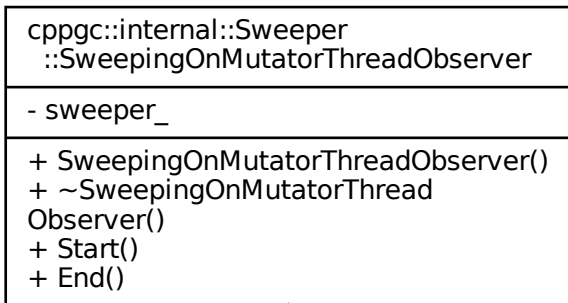 cppgc::internal::Sweeper
::SweepingOnMutatorThreadObserver
- sweeper_
+ SweepingOnMutatorThreadObserver()
+ ~SweepingOnMutatorThread
Observer()
+ Start()
+ End()